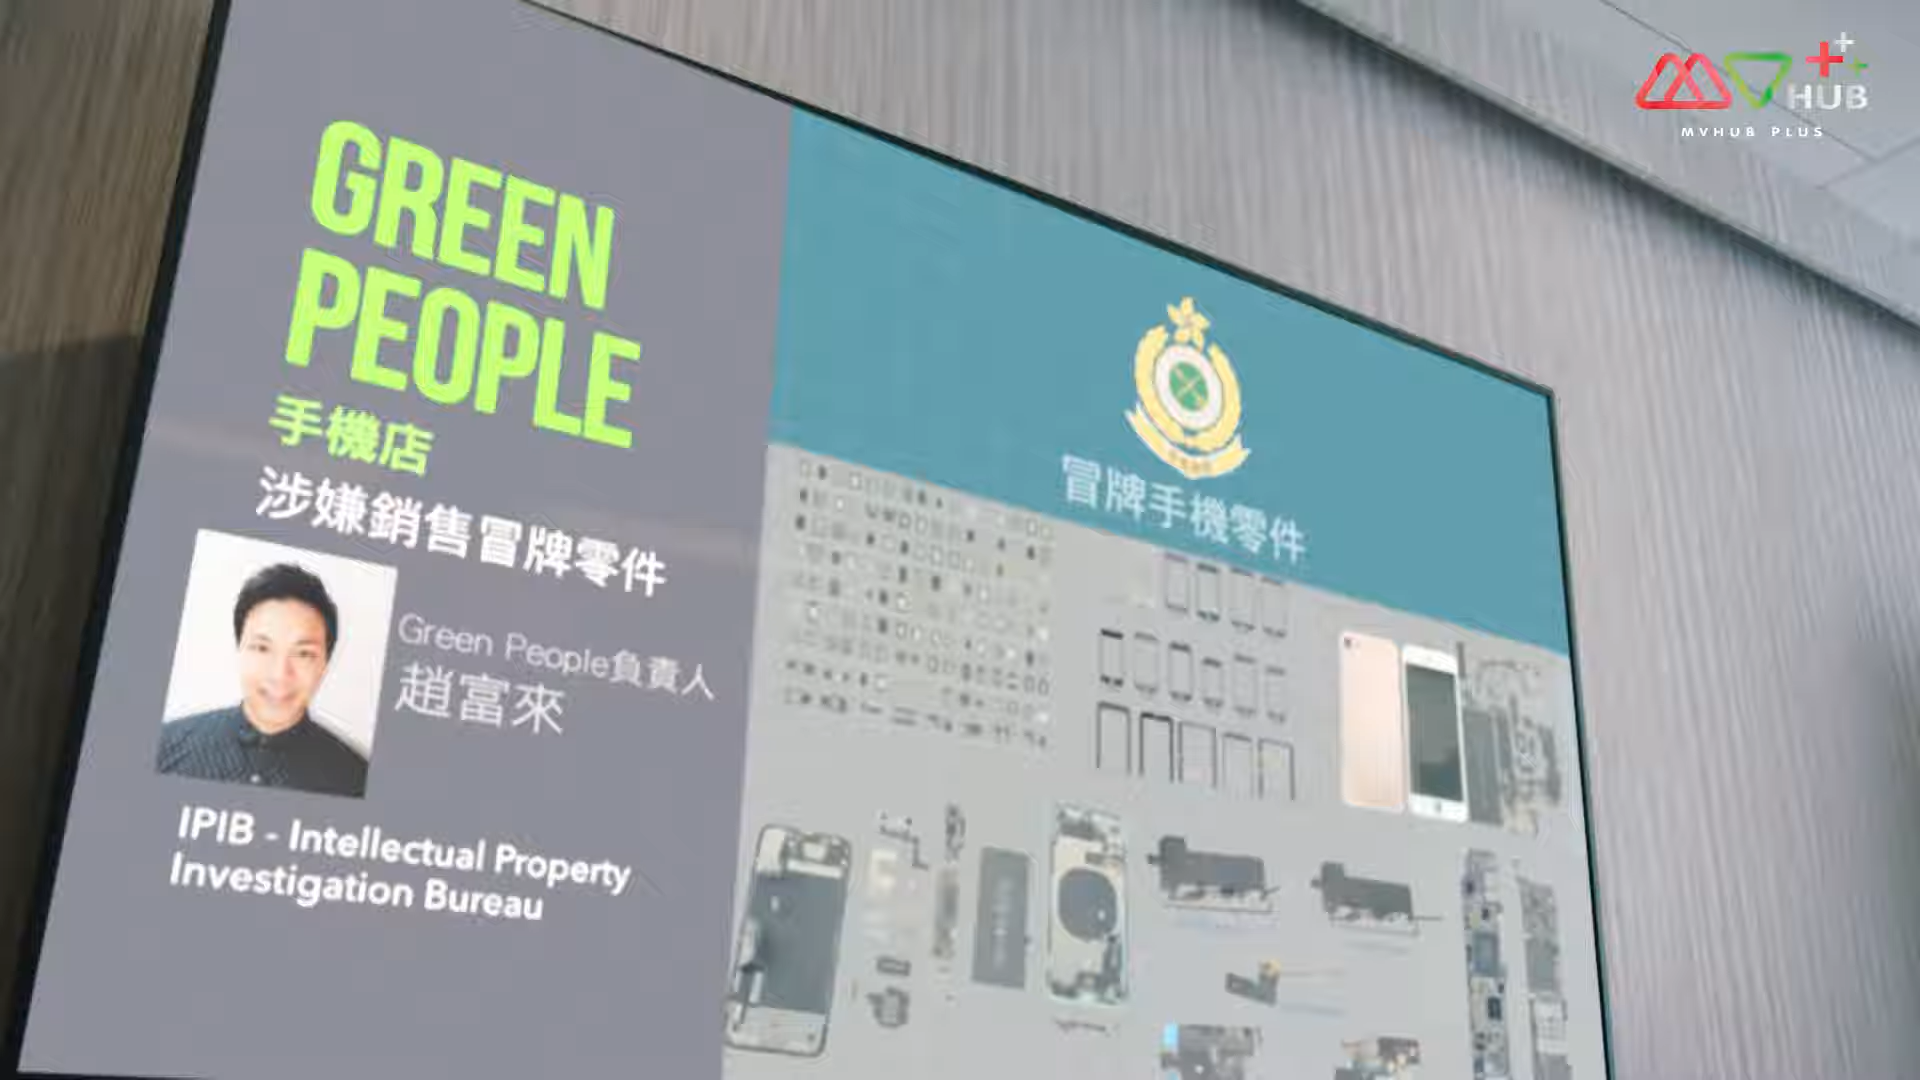 GREEN
PEOPLE
手機店
涉嫌銷售冒牌零件
Green People負責人
趙富來
IPIB - Intellectual Property
Investigation Bureau
冒牌手機零件
HUB
MVHUB PLUS